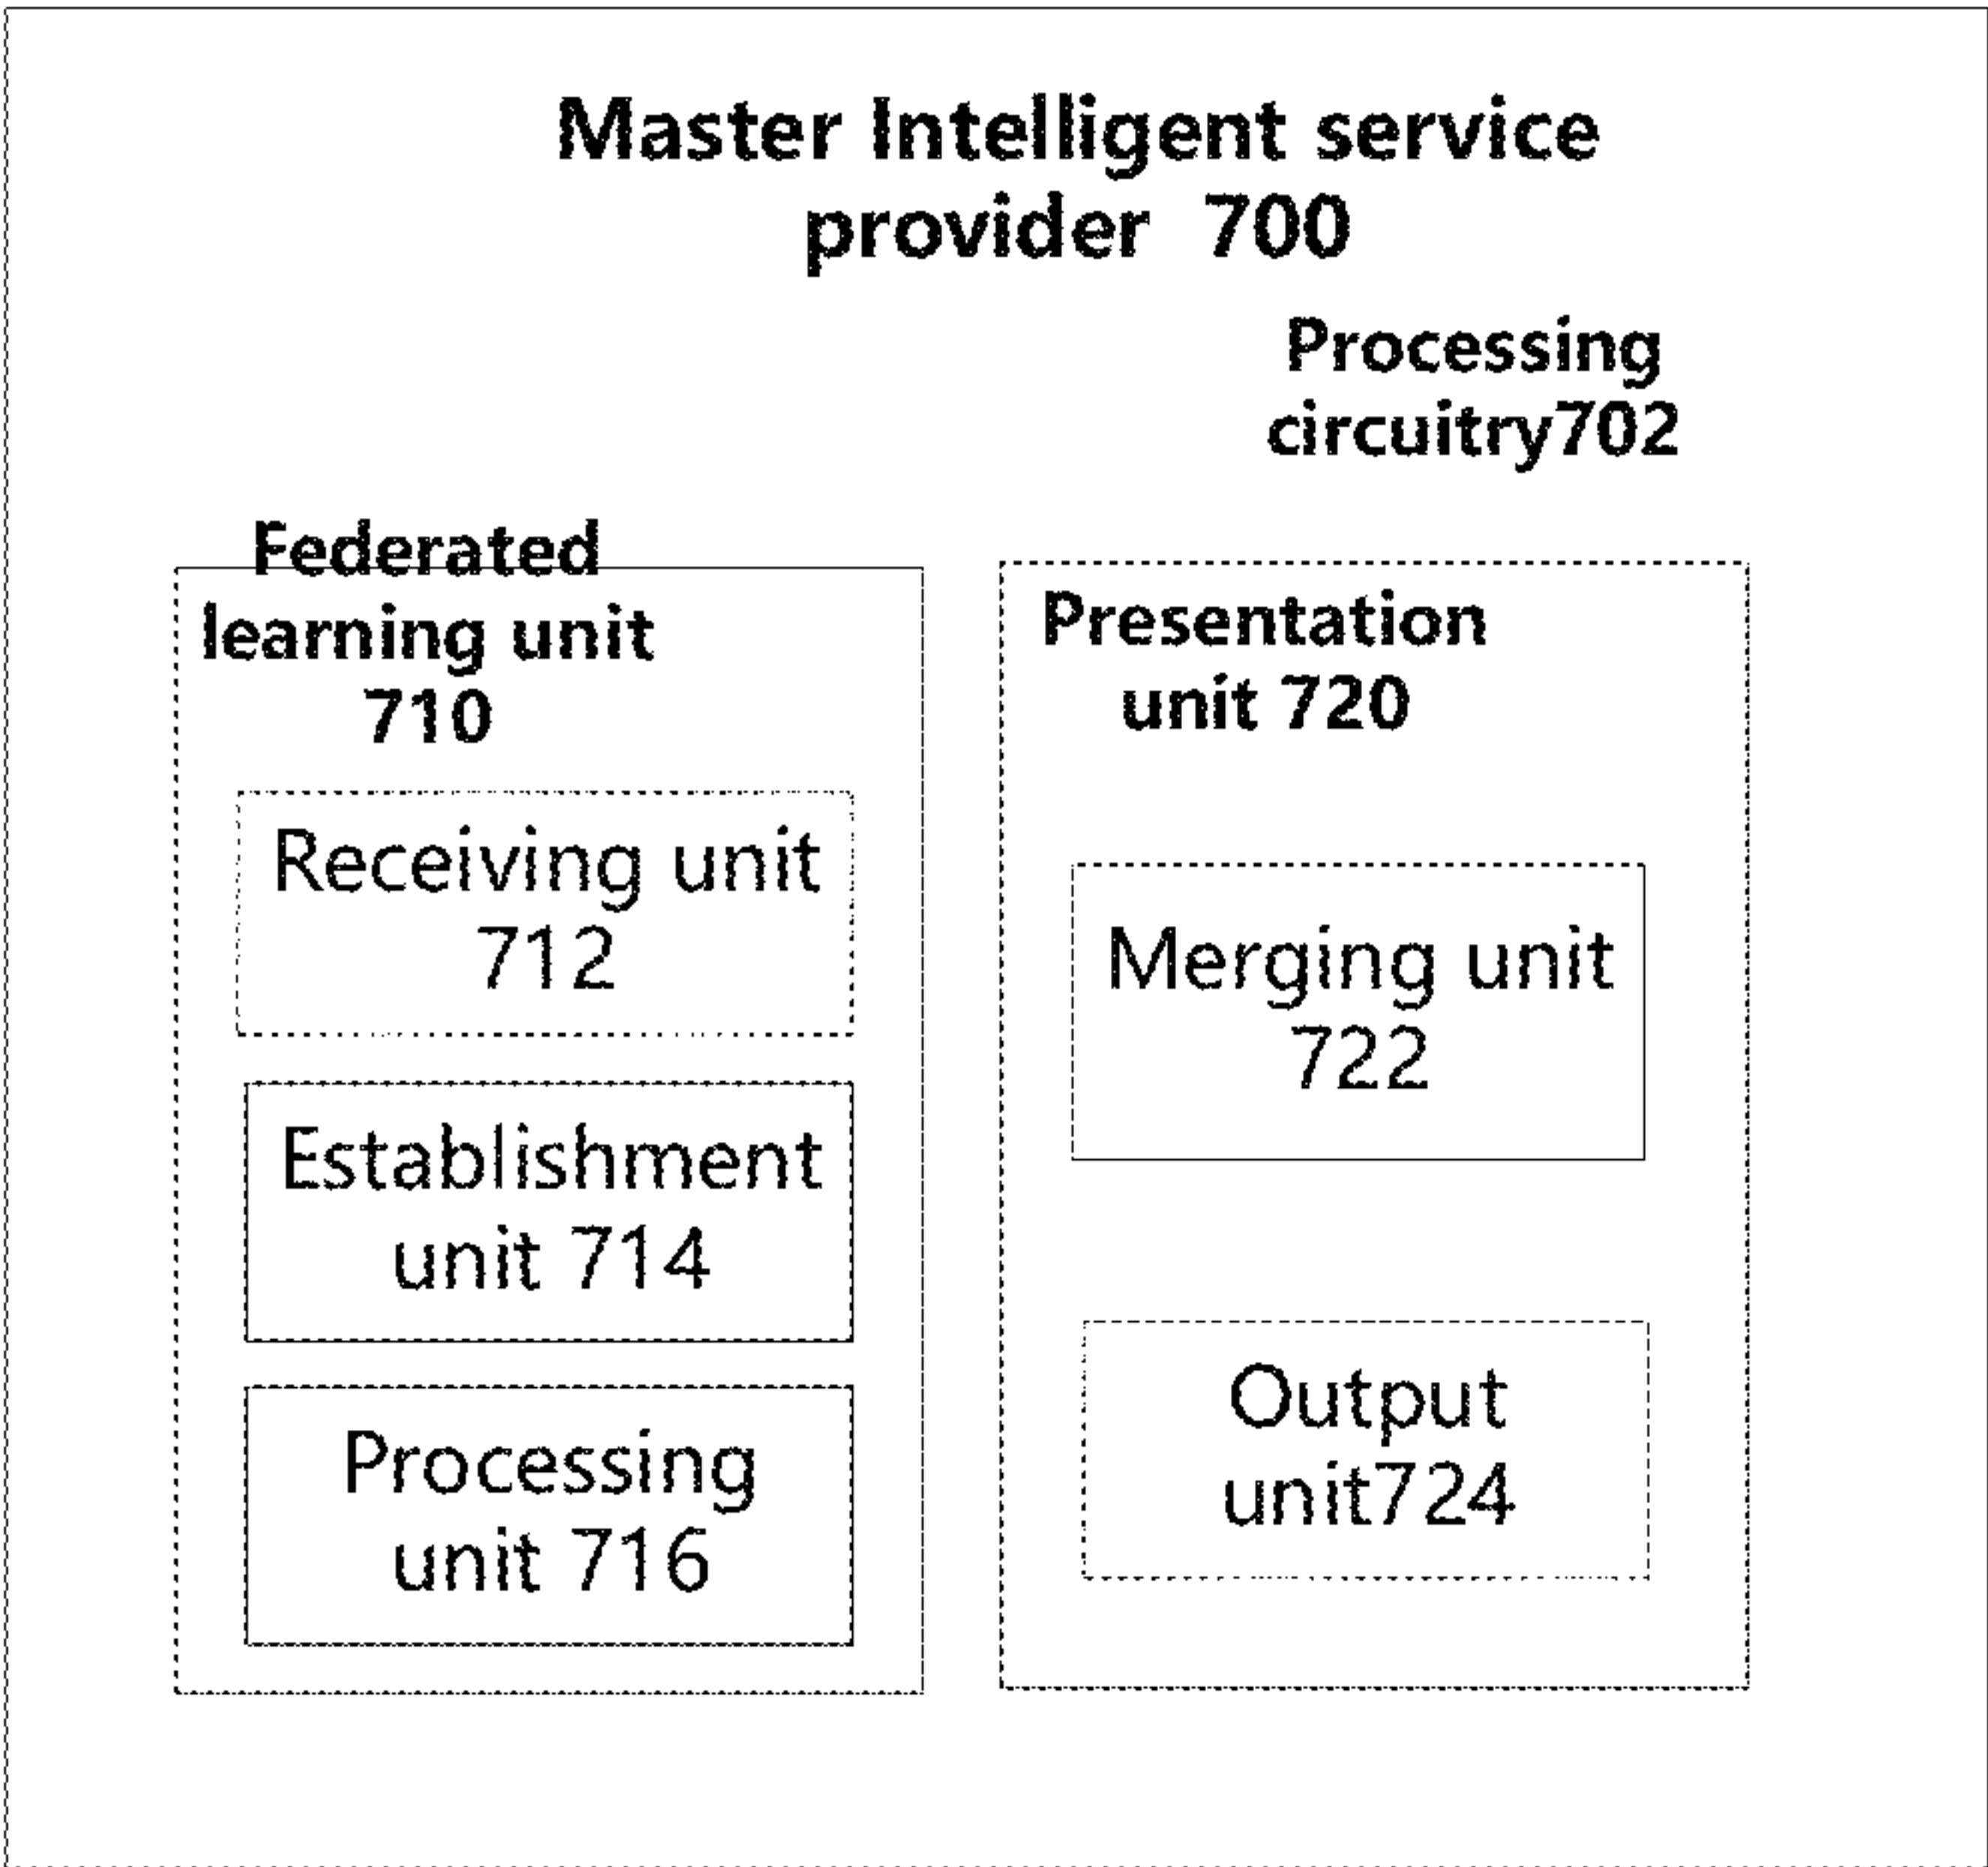 Master Intelligent service
provider 700
Processing
circuitry702
Federated
learning unit
710
Receiving unit
712
Establishment
unit 714
Processing
unit 716
Presentation
unit 720
Merging unit
722
Output
unit724